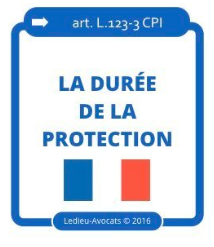 art. L.123-3 CPI
LA DURÉE
DE LA
PROTECTION
Ledieu-Avocats © 2016